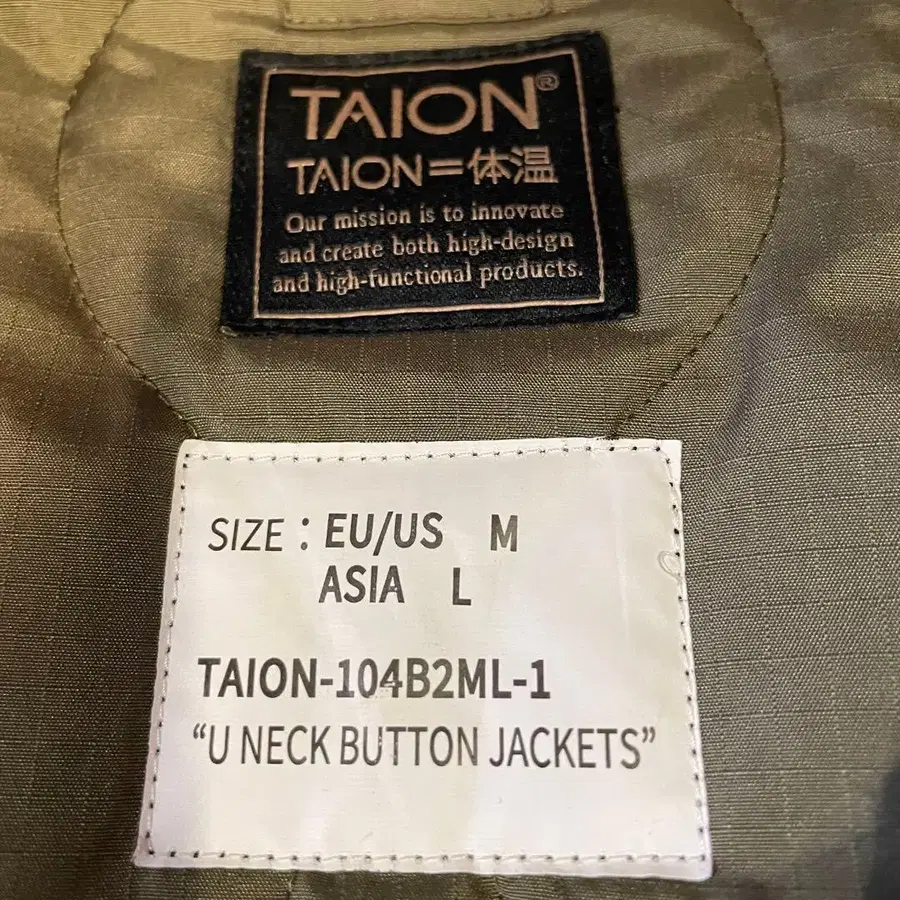 TAION®
TAION=体温
Our mission is to innovate
and create both high-design
and high-functional products.
SIZE : EU/US M
ASIA L
TAION-104B2ML-1
“U NECK BUTTON JACKETS”